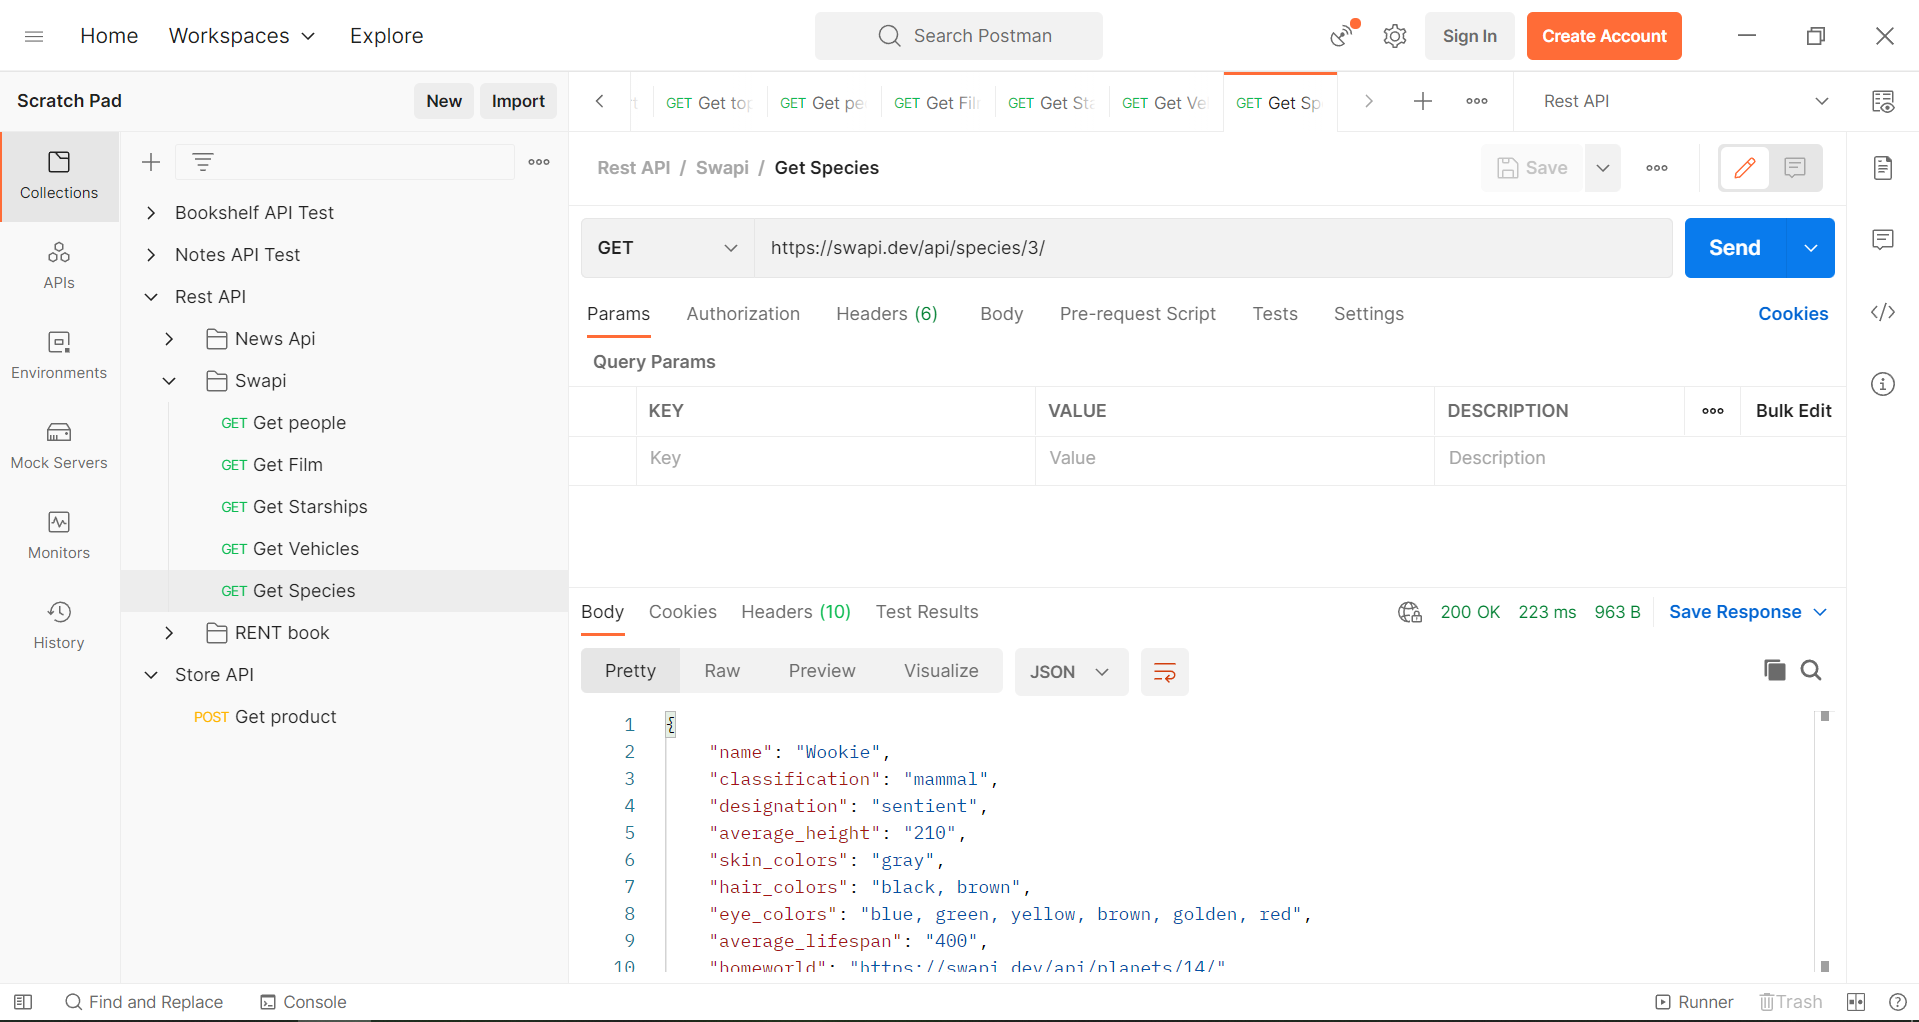 Home Workspaces Explore
Search Postman
Sign In Create Account
Scratch Pad New Import
GET Get GET Get GET Get GET Get GET Get GET Get Sp
Rest API
Collections
APIs
Environments
Mock Servers
Monitors
History
Bookshelf API Test
Notes API Test
Rest API
News Api
Swapi
GET Get people
GET Get Film
GET Get Starships
GET Get Vehicles
GET Get Species
RENT book
Store API
POST Get product
Rest API / Swapi / Get Species
Save
GET https://swapi.dev/api/species/3/ Send
Params Authorization Headers (6) Body Pre-request Script Tests Settings Cookies
Query Params
KEY VALUE DESCRIPTION Bulk Edit
Key Value Description
Body Cookies Headers (10) Test Results 200 OK 223 ms 963 B Save Response
Pretty Raw Preview Visualize JSON
1 {
2 "name": "Wookie",
3 "classification": "mammal",
4 "designation": "sentient",
5 "average_height": "210",
6 "skin_colors": "gray",
7 "hair_colors": "black, brown",
8 "eye_colors": "blue, green, yellow, brown, golden, red",
9 "average_lifespan": "400",
10 "homeworld": "https://swapi.dev/api/planets/14/"
Find and Replace Console Runner Trash